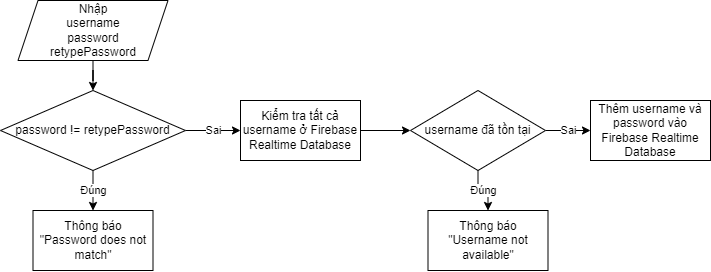 Nhập
username
password
retypePassword
password != retypePassword
Sai
Kiểm tra tất cả
username ở Firebase
Realtime Database
username đã tồn tại
Sai
Thêm username và
password vào
Firebase Realtime
Database
Đúng
Đúng
Thông báo
"Password does not
match"
Thông báo
"Username not
available"